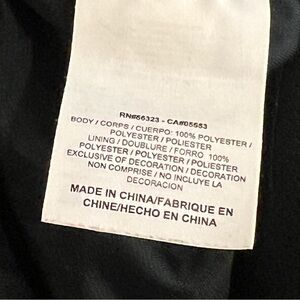 RN#56323 - CA#05553
BODY / CORPS / CUERPO: 100% POLYESTER /
POLYESTER / POLIESTER
LINING / DOUBLURE / FORRO 100%
POLYESTER / POLYESTER / POLIESTER
EXCLUSIVE OF DECORATION / DECORATION
NON COMPRISE / NO INCLUYE LA
DECORACION
MADE IN CHINA/FABRIQUE EN
CHINE/HECHO EN CHINA